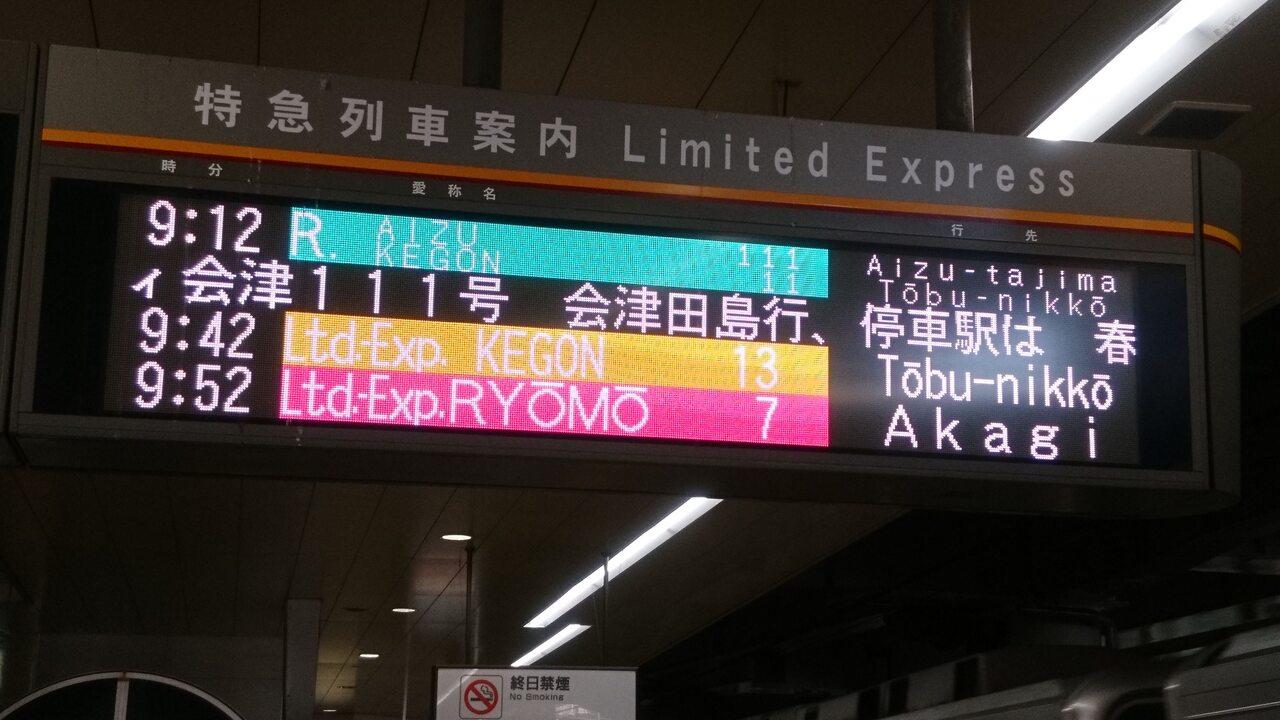 特急列車案内 Limited Express
時分 愛称名 行先
9:12 R. AIZU 111 Aizu-tajima
KEGON 11 Tōbu-nikkō
ィ会津111号 会津田島行、停車駅は 春
9:42 Ltd.Exp. KEGON 13 Tōbu-nikkō
9:52 Ltd.Exp. RYŌMŌ 7 Akagi
終日禁煙
No Smoking